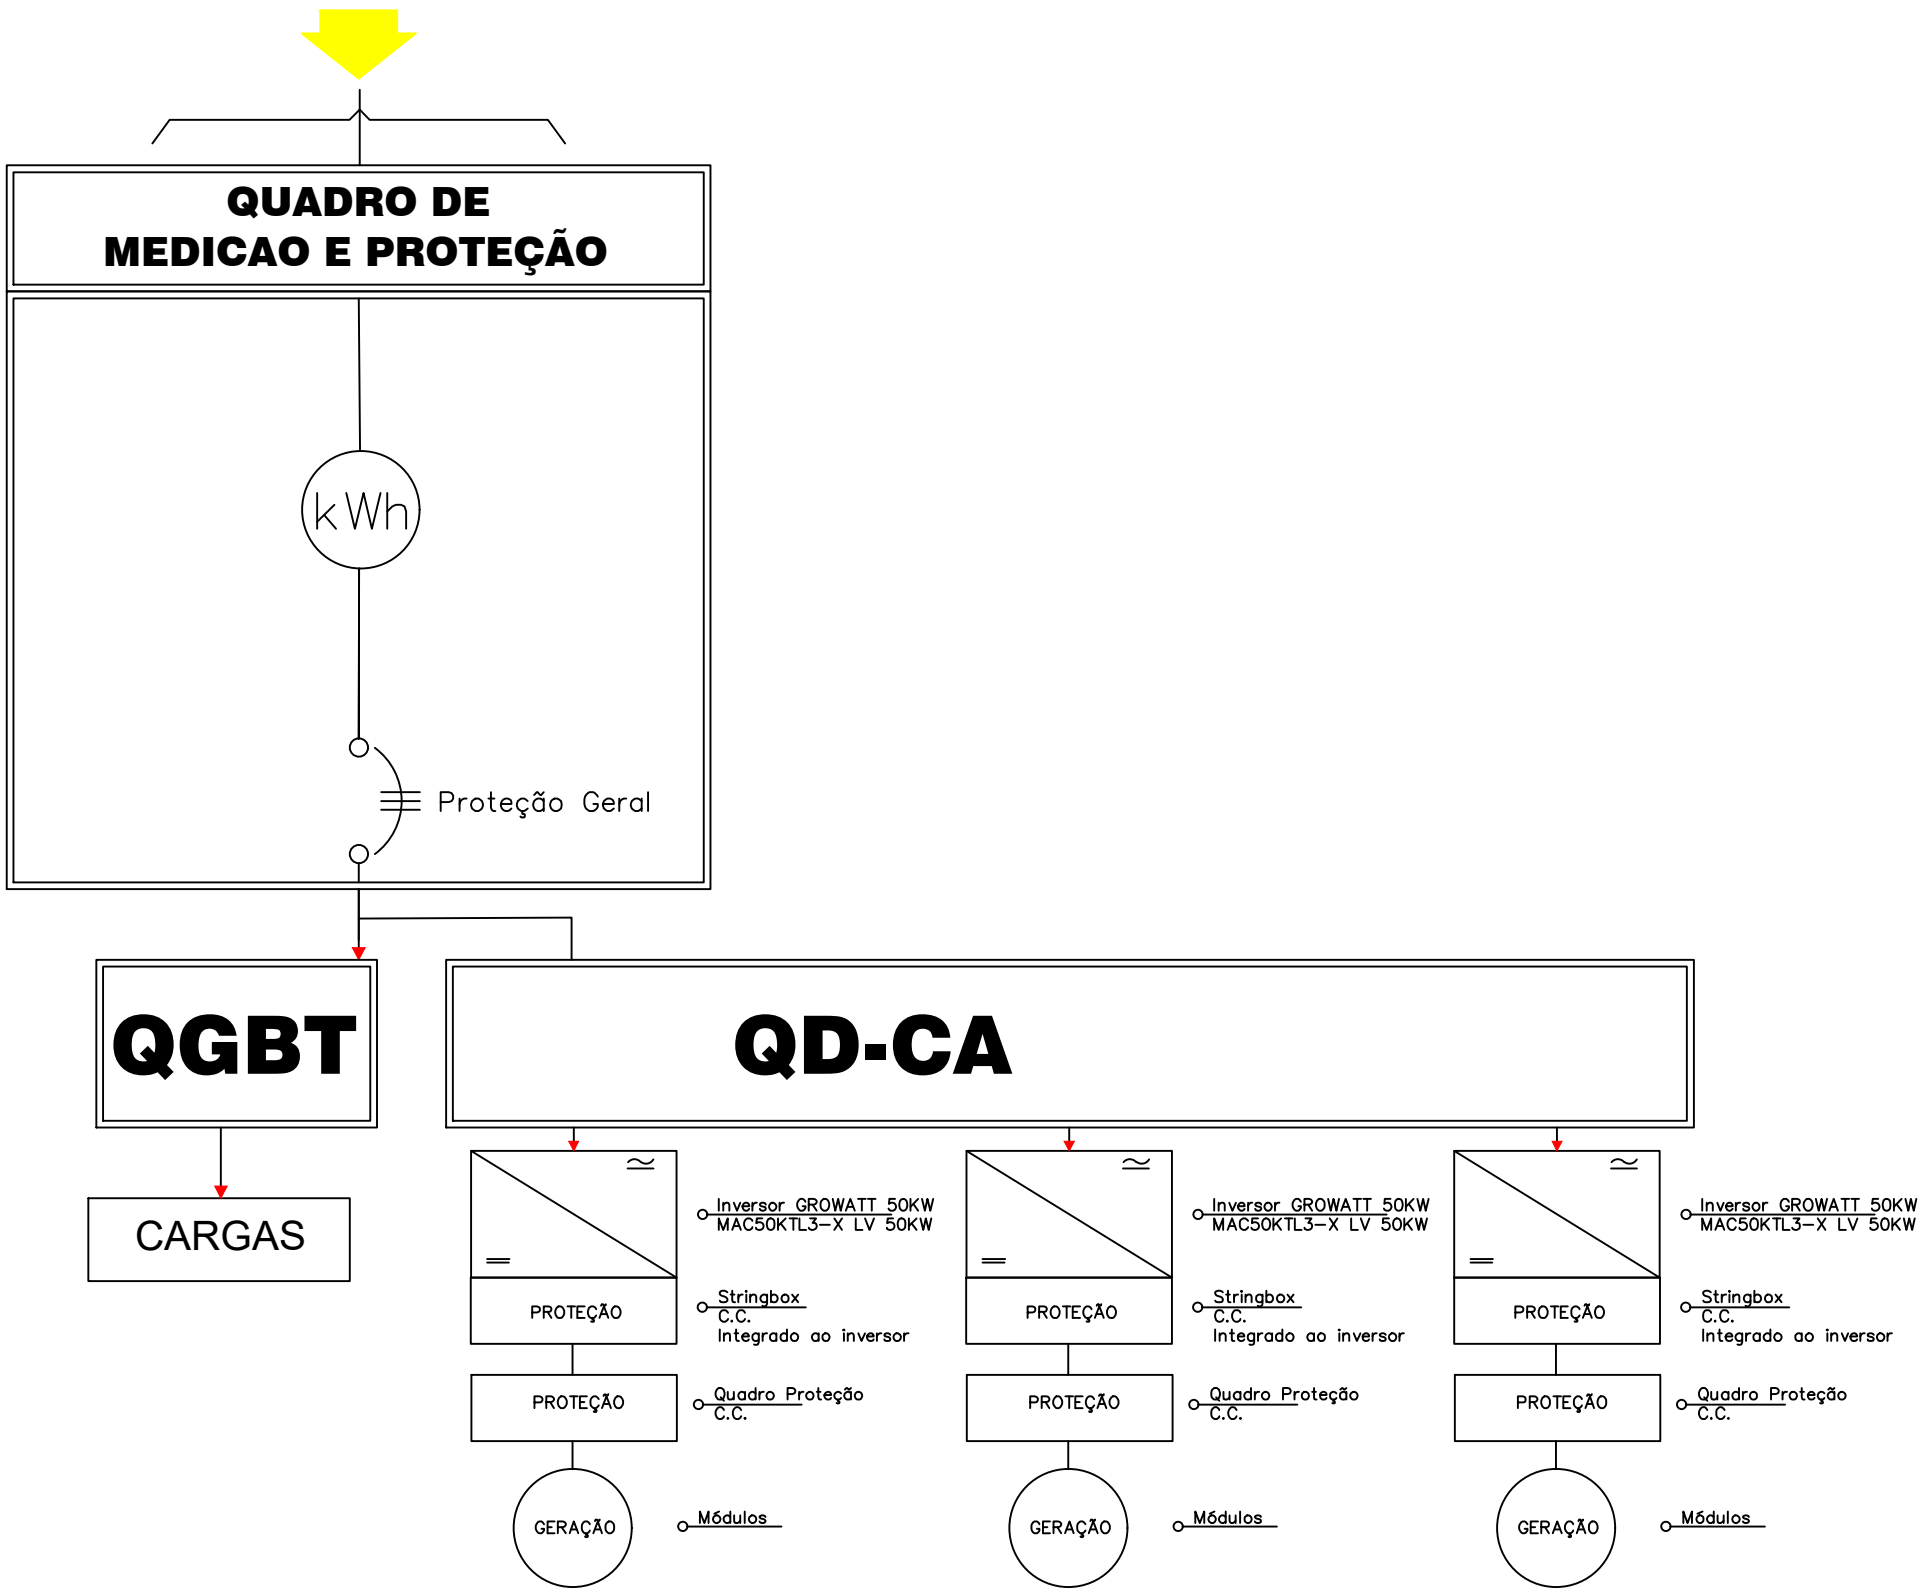 QUADRO DE
MEDICAO E PROTEÇÃO
kWh
Proteção Geral
QGBT
QD-CA
CARGAS
Inversor GROWATT 50KW
MAC50KTL3-X LV 50KW
PROTEÇÃO
Stringbox
C.C.
Integrado ao inversor
PROTEÇÃO
Quadro Proteção
C.C.
GERAÇÃO
Módulos
Inversor GROWATT 50KW
MAC50KTL3-X LV 50KW
PROTEÇÃO
Stringbox
C.C.
Integrado ao inversor
PROTEÇÃO
Quadro Proteção
C.C.
GERAÇÃO
Módulos
Inversor GROWATT 50KW
MAC50KTL3-X LV 50KW
PROTEÇÃO
Stringbox
C.C.
Integrado ao inversor
PROTEÇÃO
Quadro Proteção
C.C.
GERAÇÃO
Módulos